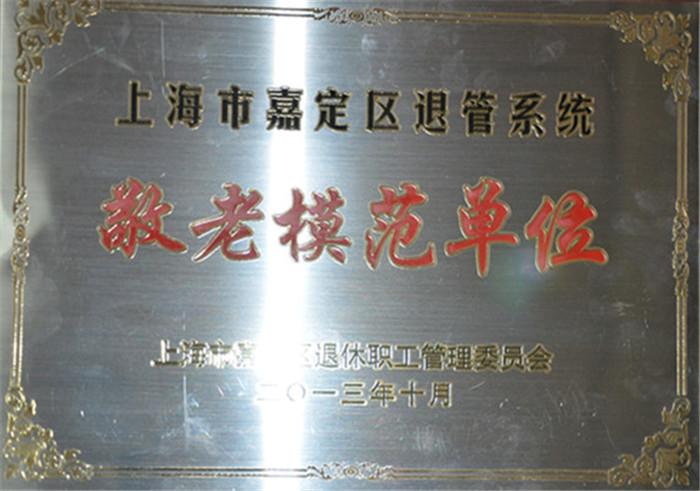 上海市嘉定区退管系统
敬老模范单位
上海市嘉定区退休职工管理委员会
二〇一三年十月